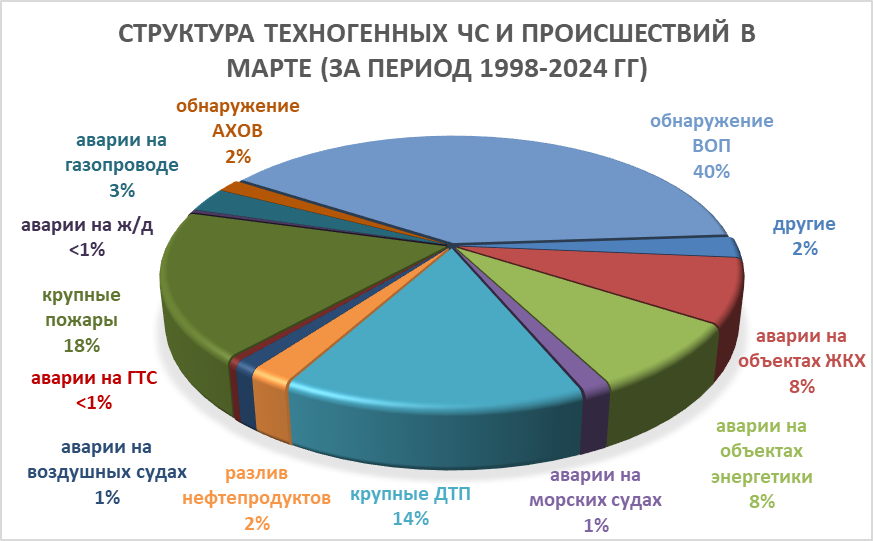 СТРУКТУРА ТЕХНОГЕННЫХ ЧС И ПРОИСШЕСТВИЙ В
МАРТЕ (ЗА ПЕРИОД 1998-2024 ГГ)
обнаружение
АХОВ
2%
обнаружение
ВОП
40%
аварии на
газопроводе
3%
другие
2%
аварии на ж/д
<1%
крупные
пожары
18%
аварии на
объектах ЖКХ
8%
аварии на ГТС
<1%
аварии на
объектах
энергетики
8%
аварии на
воздушных судах
1%
разлив
нефтепродуктов
2%
крупные ДТП
14%
аварии на
морских судах
1%